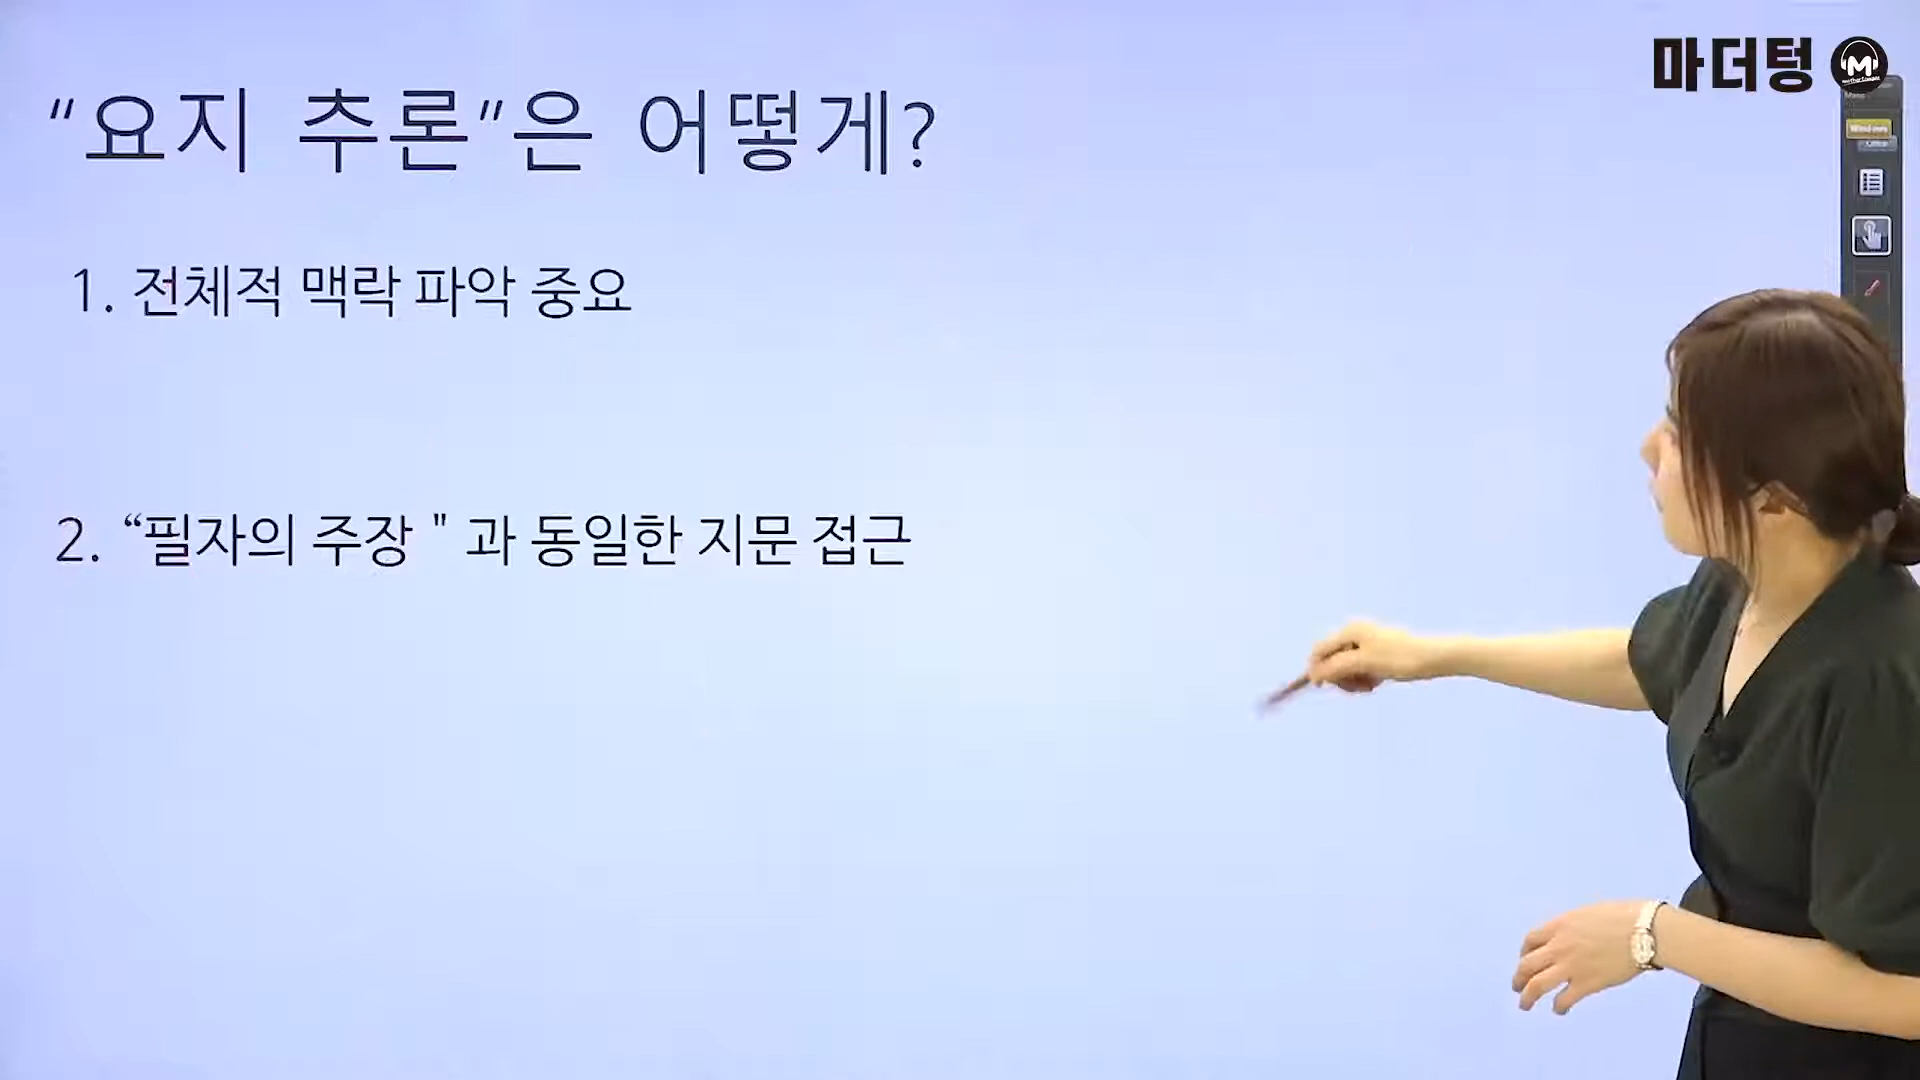 마더텅
M
"요지 추론"은 어떻게?
1. 전체적 맥락 파악 중요
2. “필자의 주장 " 과 동일한 지문 접근